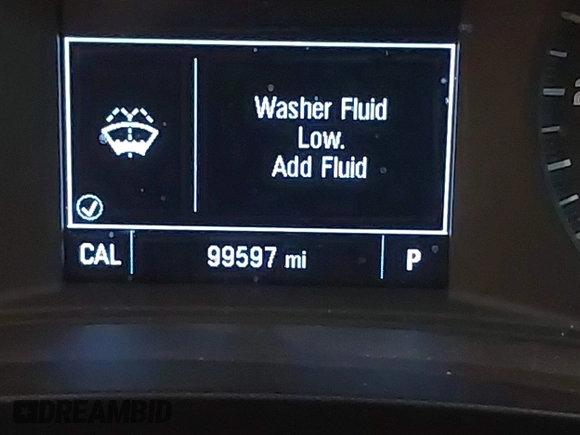 Washer Fluid
Low.
Add Fluid
CAL 99597 mi P
DREAMBID